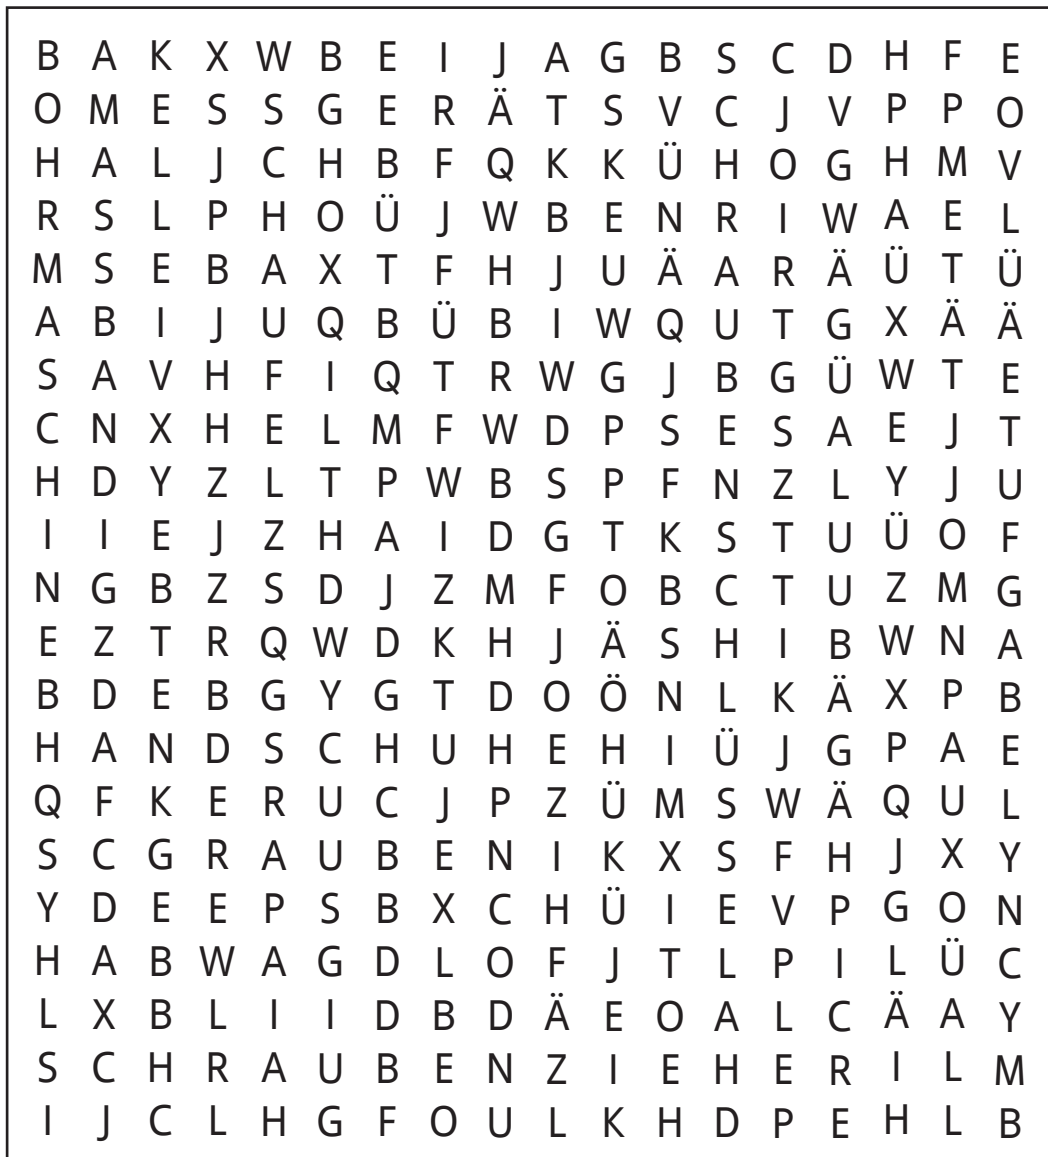 B A K X W B E I J A G B S C D H F E
O M E S S G E R Ä T S V C J V P P O
H A L J C H B F Q K K Ü H O G H M V
R S L P H O Ü J W B E N R I W A E L
M S E B A X T F H J U Ä A R Ä Ü T Ü
A B I J U Q B Ü B I W Q U T G X Ä Ä
S A V H F I Q T R W G J B G Ü W T E
C N X H E L M F W D P S E S A E J T
H D Y Z L T P W B S P F N Z L Y J U
I I E J Z H A I D G T K S T U Ü O F
N G B Z S D J Z M F O B C T U Z M G
E Z T R Q W D K H J Ä S H I B W N A
B D E B G Y G T D O Ö N L K Ä X P B
H A N D S C H U H E H I Ü J G P A E
Q F K E R U C J P Z Ü M S W Ä Q U L
S C G R A U B E N I K X S F H J X Y
Y D E E P S B X C H Ü I E V P G O N
H A B W A G D L O F J T L P I L Ü C
L X B L I I D B D Ä E O A L C Ä A Y
S C H R A U B E N Z I E H E R I L M
I J C L H G F O U L K H D P E H L B